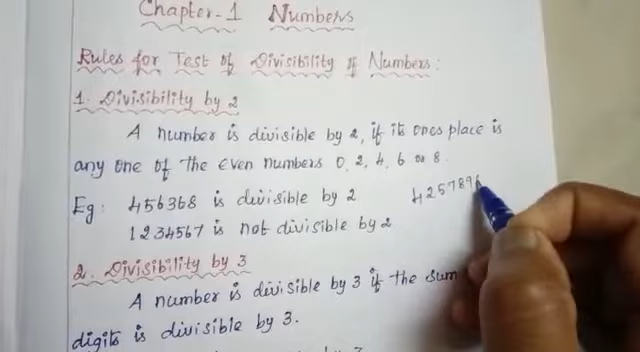 Chapter-1 Numbers
Rules for Test of Divisibility of Numbers:
1. Divisibility by 2
A number is divisible by 2, if its ones place is
any one of the even numbers 0, 2, 4, 6 or 8.
Eg: 456368 is divisible by 2
425789
1234567 is not divisible by 2
2. Divisibility by 3
A number is divisible by 3 if the sum
digits is divisible by 3.